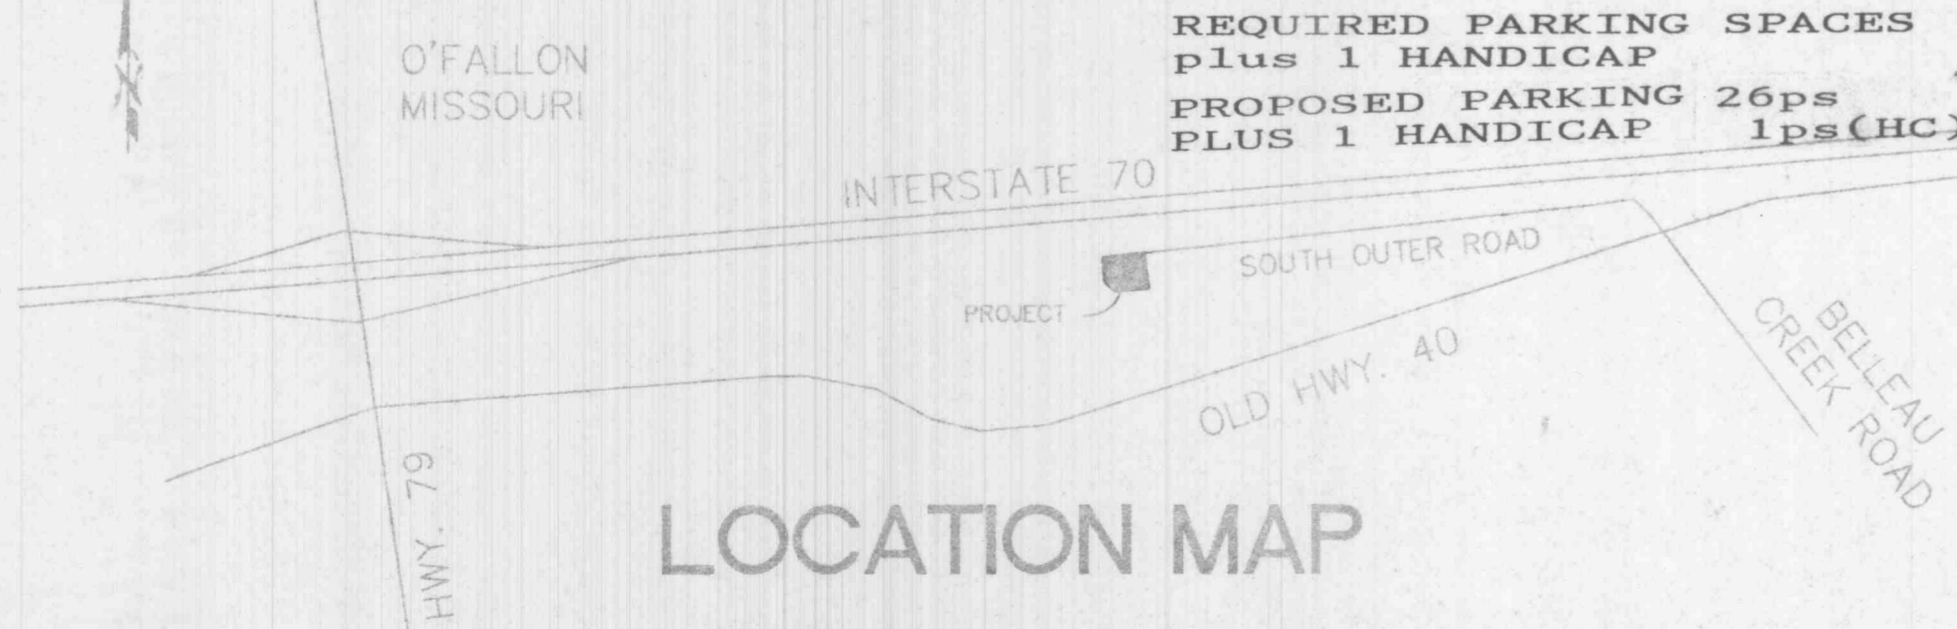 REQUIRED PARKING SPACES
plus 1 HANDICAP
PROPOSED PARKING 26ps
PLUS 1 HANDICAP 1ps(HC)
N
O'FALLON
MISSOURI
INTERSTATE 70
SOUTH OUTER ROAD
PROJECT
OLD HWY. 40
BELLEAU
CREEK ROAD
HWY. 79
LOCATION MAP